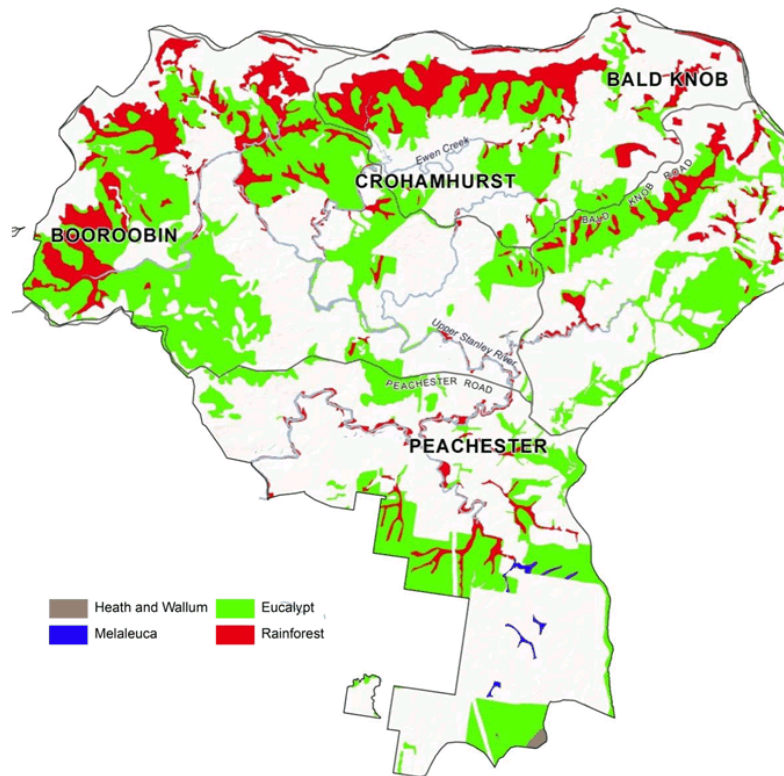 BALD KNOB
Ewen Creek
CROHAMHURST
BALD KNOB ROAD
BOOROOBIN
Upper Stanley River
PEACHESTER ROAD
PEACHESTER
Heath and Wallum
Eucalypt
Melaleuca
Rainforest